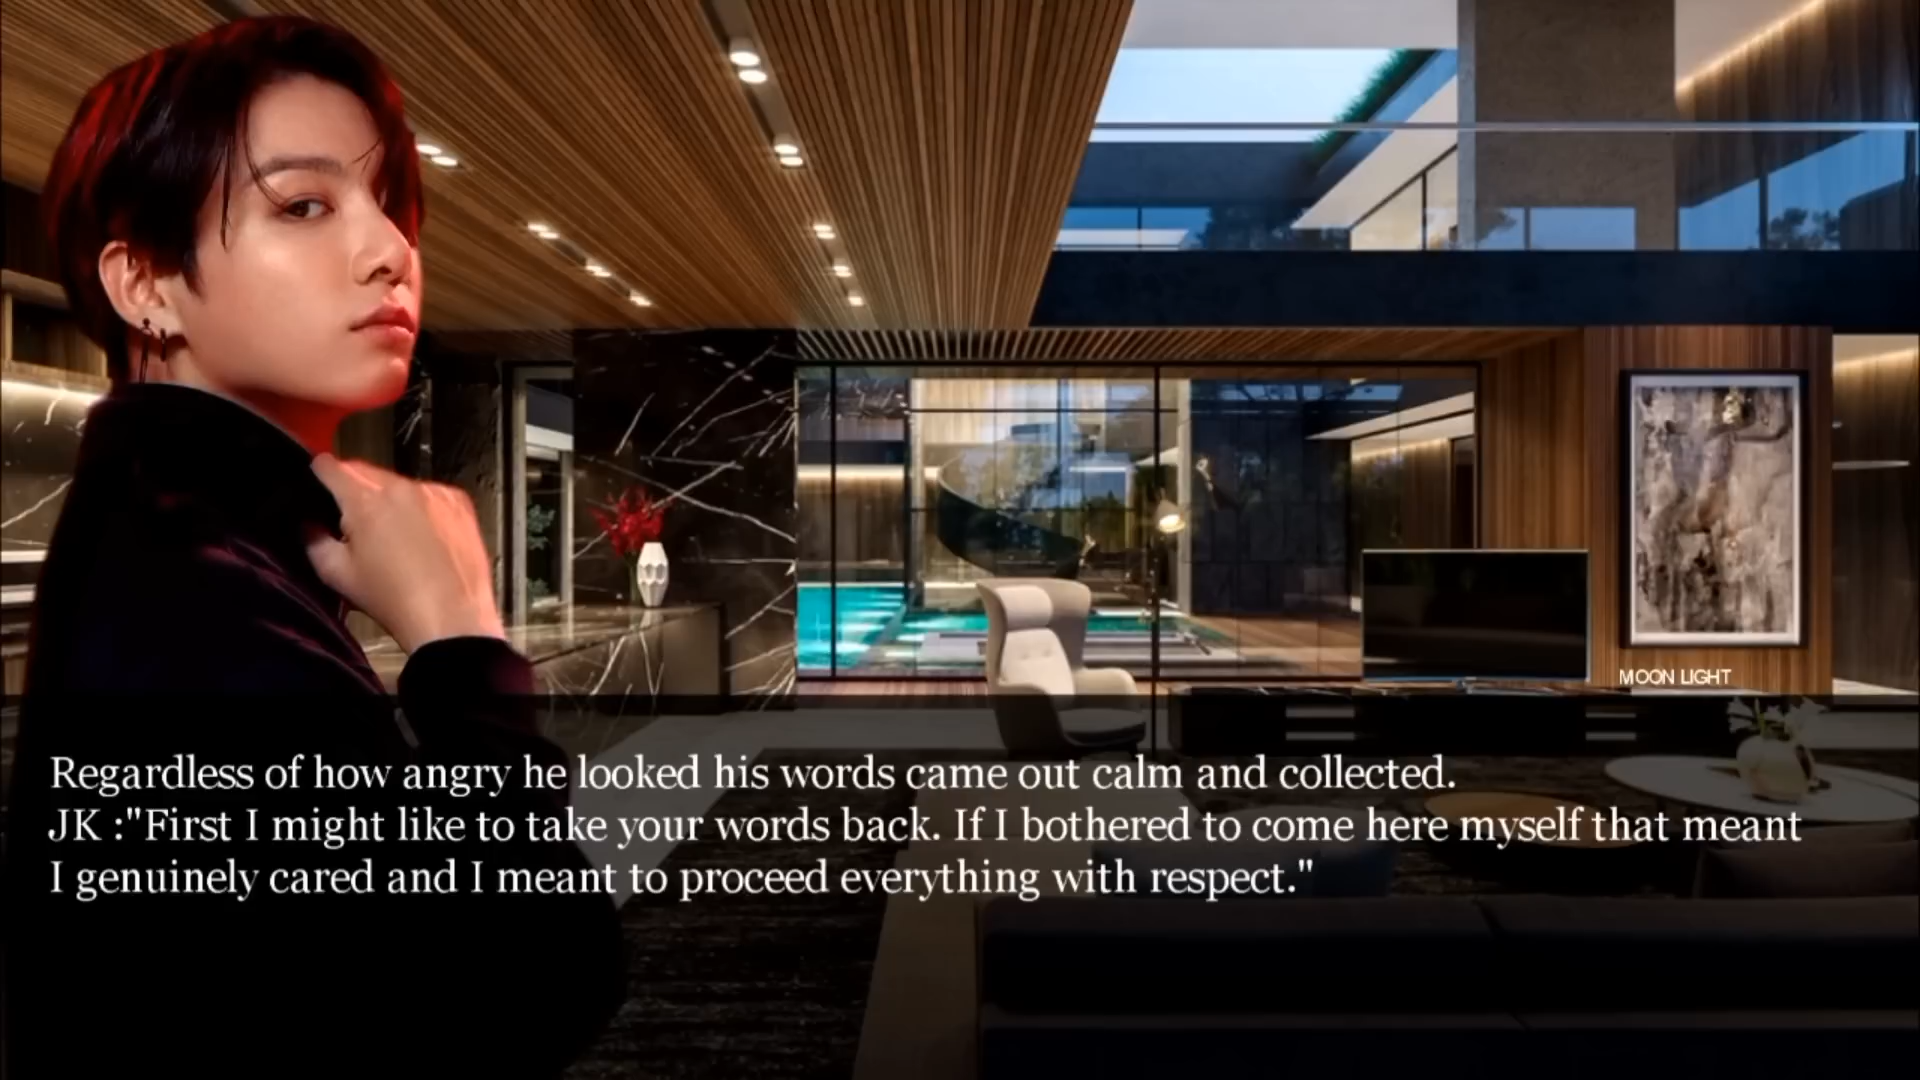 MOON LIGHT
Regardless of how angry he looked his words came out calm and collected.
JK :"First I might like to take your words back. If I bothered to come here myself that meant
I genuinely cared and I meant to proceed everything with respect."